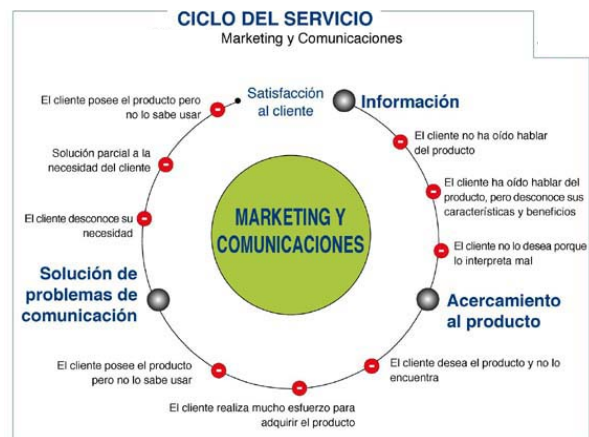 CICLO DEL SERVICIO
Marketing y Comunicaciones
Satisfacción
al cliente
Información
El cliente no ha oído hablar
del producto
El cliente ha oído hablar del
producto, pero desconoce sus
características y beneficios
El cliente no lo desea porque
lo interpreta mal
Acercamiento
al producto
El cliente desea el producto y no lo
encuentra
El cliente realiza mucho esfuerzo para
adquirir el producto
El cliente posee el producto
pero no lo sabe usar
Solución de
problemas de
comunicación
El cliente desconoce su
necesidad
Solución parcial a la
necesidad del cliente
El cliente posee el producto pero
no lo sabe usar
MARKETING Y
COMUNICACIONES